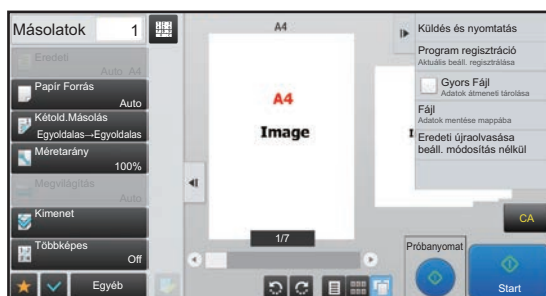 Másolatok 1
Eredeti
Auto A4
Papír Forrás
Auto
Kétold.Másolás
Egyoldalas→Egyoldalas
Méretarány
100%
Megvilágítás
Auto
Kimenet
Többképes
Off
Egyéb
A4
A4
Image
1/7
Küldés és nyomtatás
Program regisztráció
Aktuális beáll. regisztrálása
Gyors Fájl
Adatok átmeneti tárolása
Fájl
Adatok mentése mappába
Eredeti újraolvasása
beáll. módosítás nélkül
CA
Próbanyomat
Start